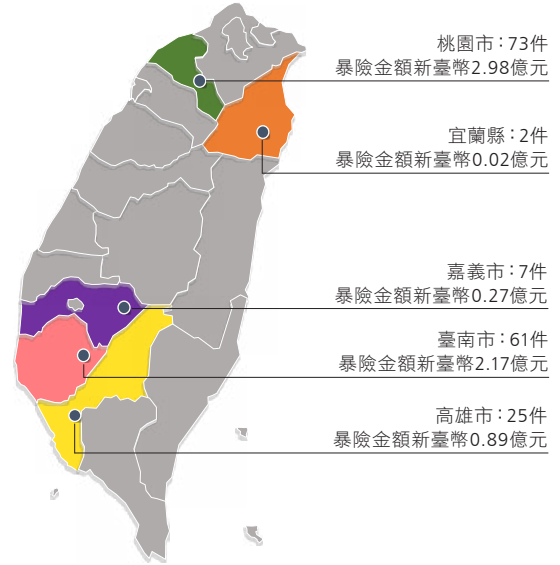 桃園市：73件
暴險金額新臺幣2.98億元
宜蘭縣：2件
暴險金額新臺幣0.02億元
嘉義市：7件
暴險金額新臺幣0.27億元
臺南市：61件
暴險金額新臺幣2.17億元
高雄市：25件
暴險金額新臺幣0.89億元